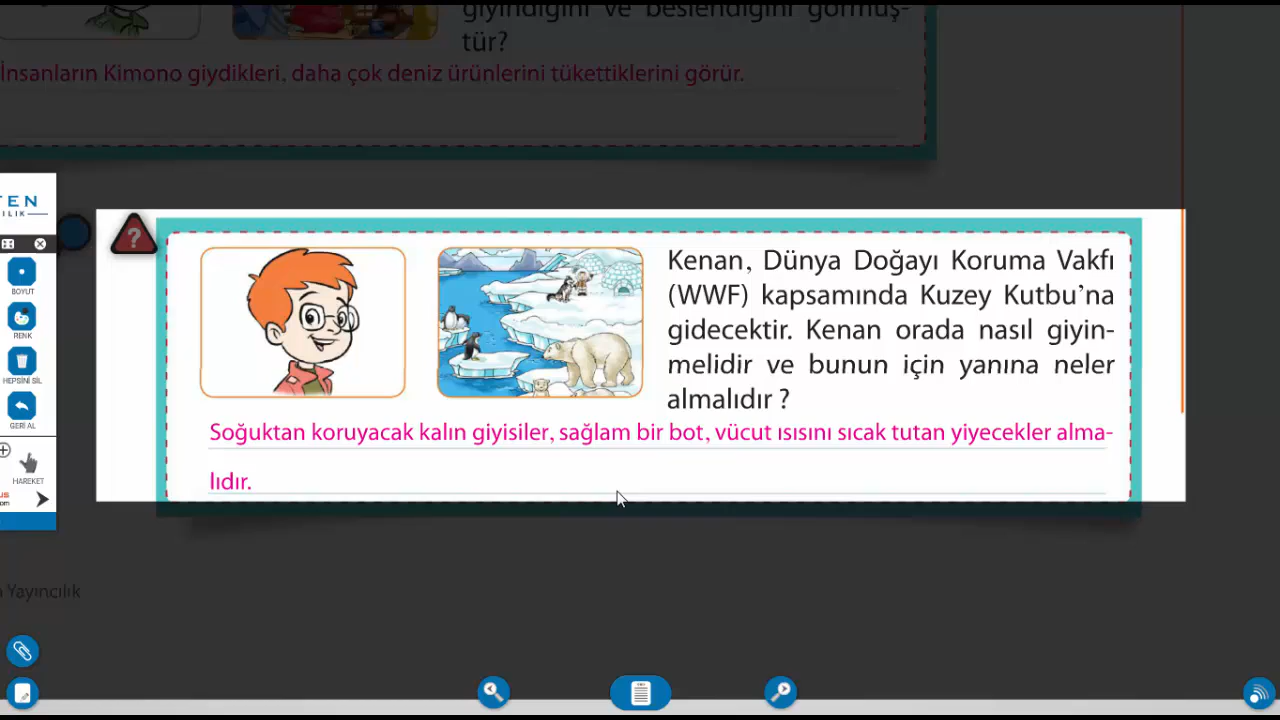 giyindiğini ve beslendiğini görmüş-
tür?
İnsanların Kimono giydikleri, daha çok deniz ürünlerini tükettiklerini görür.
TEN
CILIK
?
Kenan, Dünya Doğayı Koruma Vakfı
(WWF) kapsamında Kuzey Kutbu'na
gidecektir. Kenan orada nasıl giyin-
melidir ve bunun için yanına neler
almalıdır ?
Soğuktan koruyacak kalın giyisiler, sağlam bir bot, vücut ısısını sıcak tutan yiyecekler alma-
lıdır.
BOYUT
RENK
HEPSİNİ SİL
GERİ AL
HAREKET
Yayıncılık